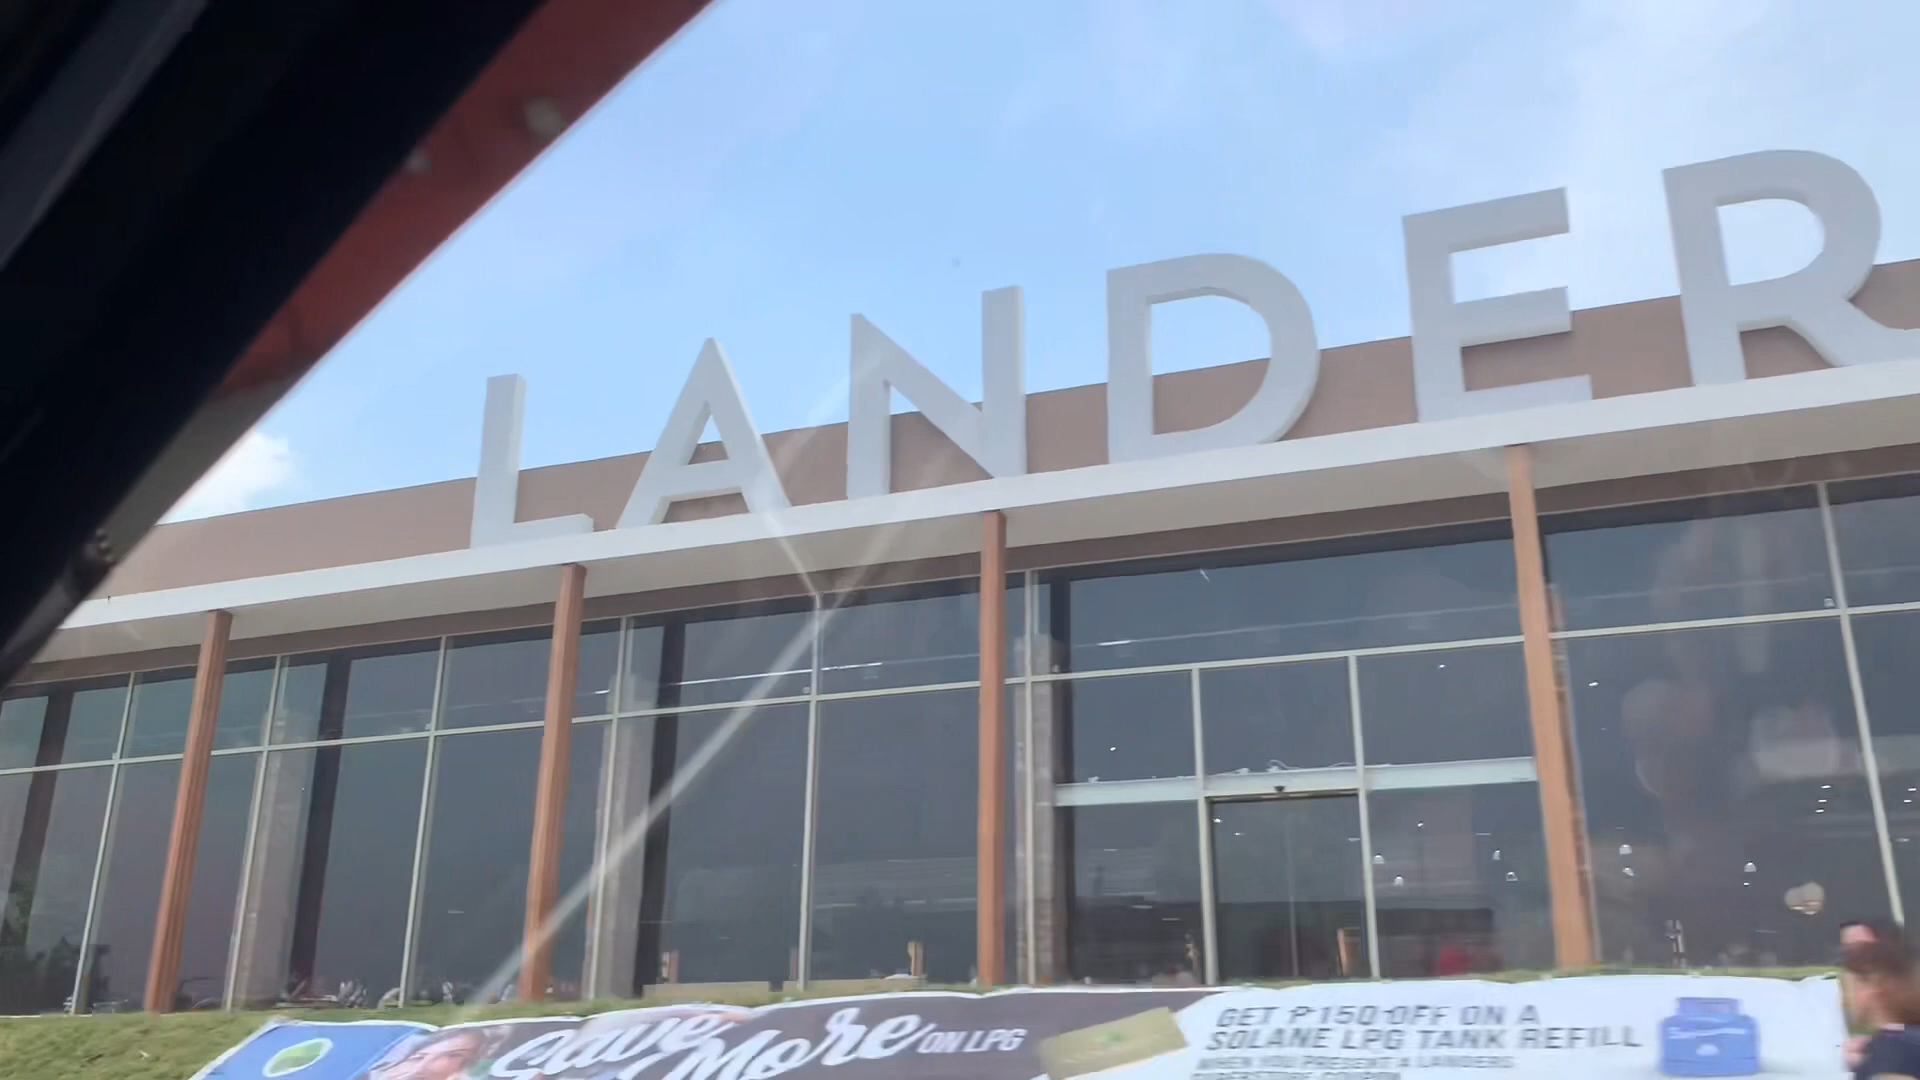 LANDER
Save
More ON LPG
GET ₱150 OFF ON A
SOLANE LPG TANK REFILL
WHEN YOU PRESENT A LANDERS